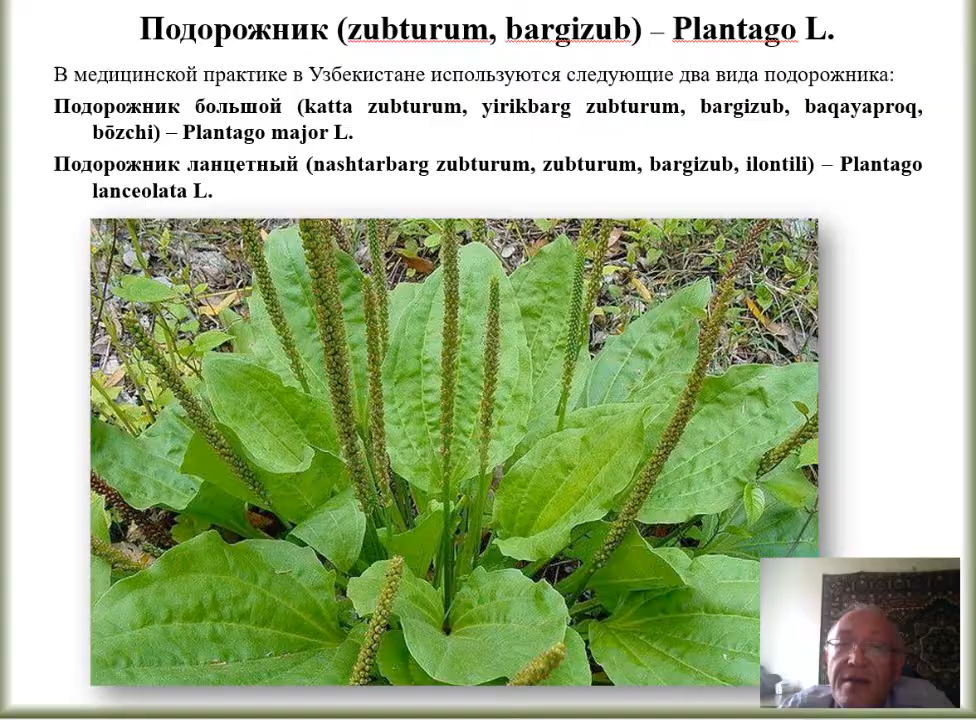 Подорожник (zubturum, bargizub) – Plantago L.
В медицинской практике в Узбекистане используются следующие два вида подорожника:
Подорожник большой (katta zubturum, yirikbarg zubturum, bargizub, baqayaproq,
bōzchi) – Plantago major L.
Подорожник ланцетный (nashtarbarg zubturum, zubturum, bargizub, ilontili) – Plantago
lanceolata L.